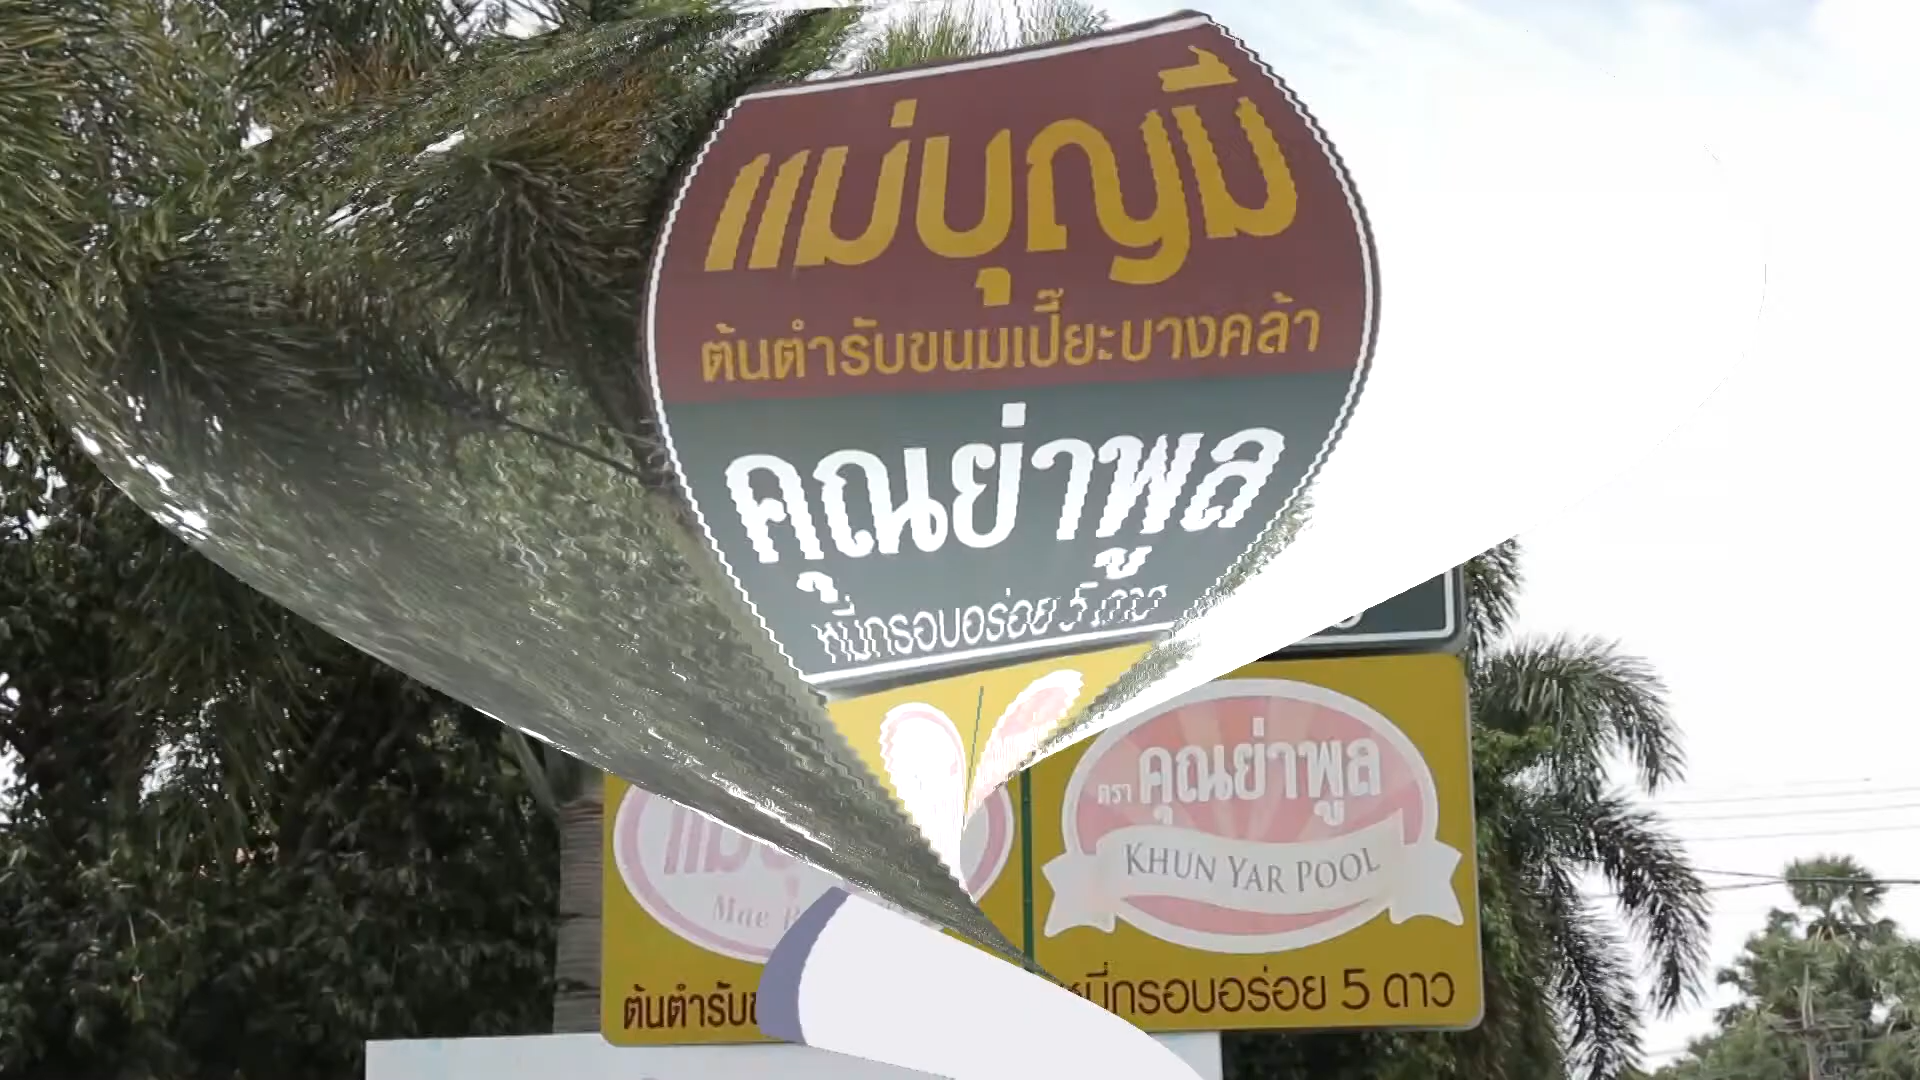 แม่บุญมี
ต้นตำรับขนมเปี๊ยะบางคล้า
คุณย่าพูล
หมี่กรอบอร่อย 5 ดาว
ตรา คุณย่าพูล
KHUN YAR POOL
แม่
Mae
ต้นตำรับ
หมี่กรอบอร่อย 5 ดาว